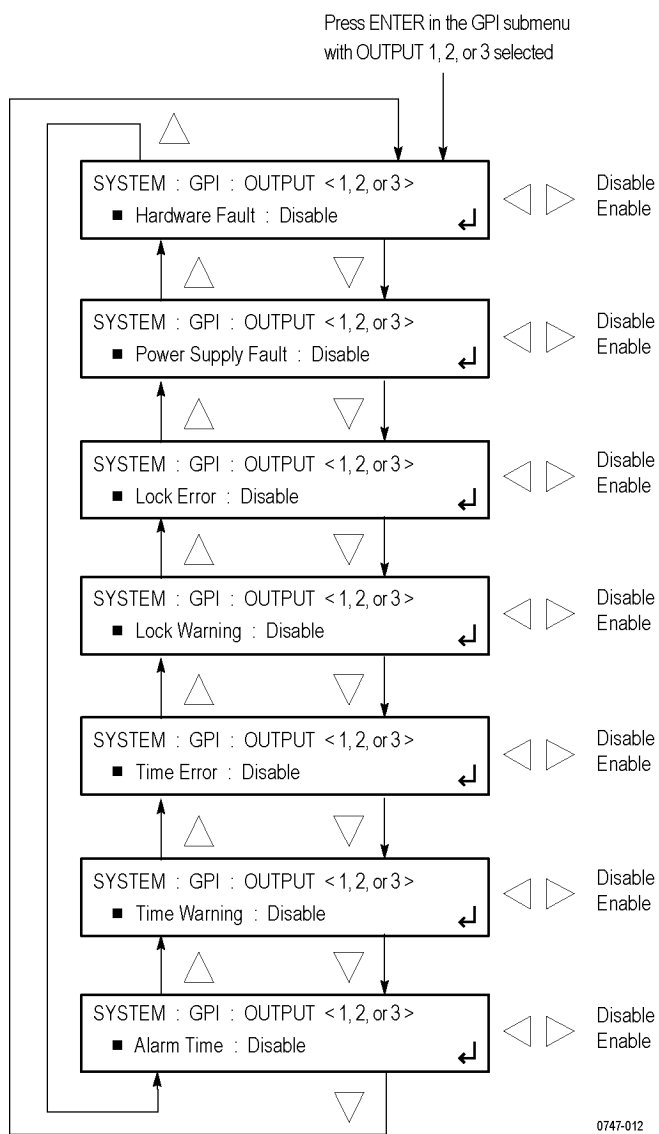 Press ENTER in the GPI submenu
with OUTPUT 1, 2, or 3 selected
SYSTEM : GPI : OUTPUT < 1, 2, or 3 >
■ Hardware Fault : Disable
Disable
Enable
SYSTEM : GPI : OUTPUT < 1, 2, or 3 >
■ Power Supply Fault : Disable
Disable
Enable
SYSTEM : GPI : OUTPUT < 1, 2, or 3 >
■ Lock Error : Disable
Disable
Enable
SYSTEM : GPI : OUTPUT < 1, 2, or 3 >
■ Lock Warning : Disable
Disable
Enable
SYSTEM : GPI : OUTPUT < 1, 2, or 3 >
■ Time Error : Disable
Disable
Enable
SYSTEM : GPI : OUTPUT < 1, 2, or 3 >
■ Time Warning : Disable
Disable
Enable
SYSTEM : GPI : OUTPUT < 1, 2, or 3 >
■ Alarm Time : Disable
Disable
Enable
0747-012